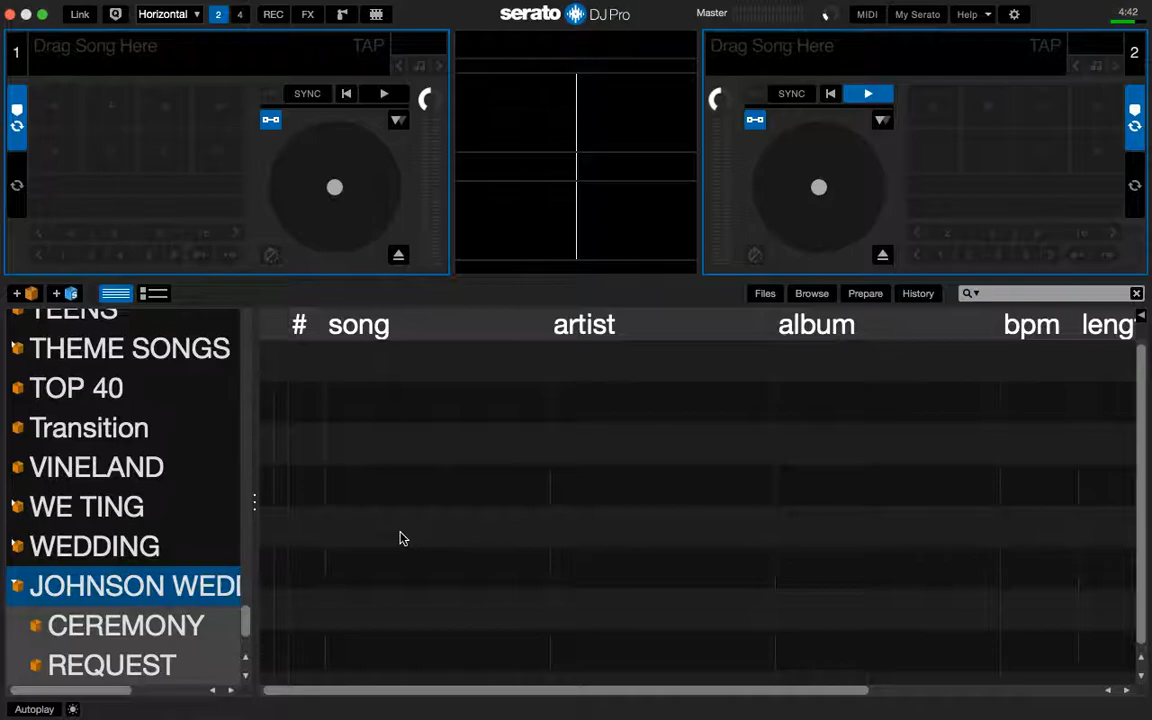 Link Horizontal 2 4 REC FX serato DJ Pro Master MIDI My Serato Help 4:42
1 Drag Song Here TAP
Drag Song Here TAP 2
SYNC
SYNC
Files Browse Prepare History
# song artist album bpm leng
TEENS
THEME SONGS
TOP 40
Transition
VINELAND
WE TING
WEDDING
JOHNSON WEDD
CEREMONY
REQUEST
Autoplay